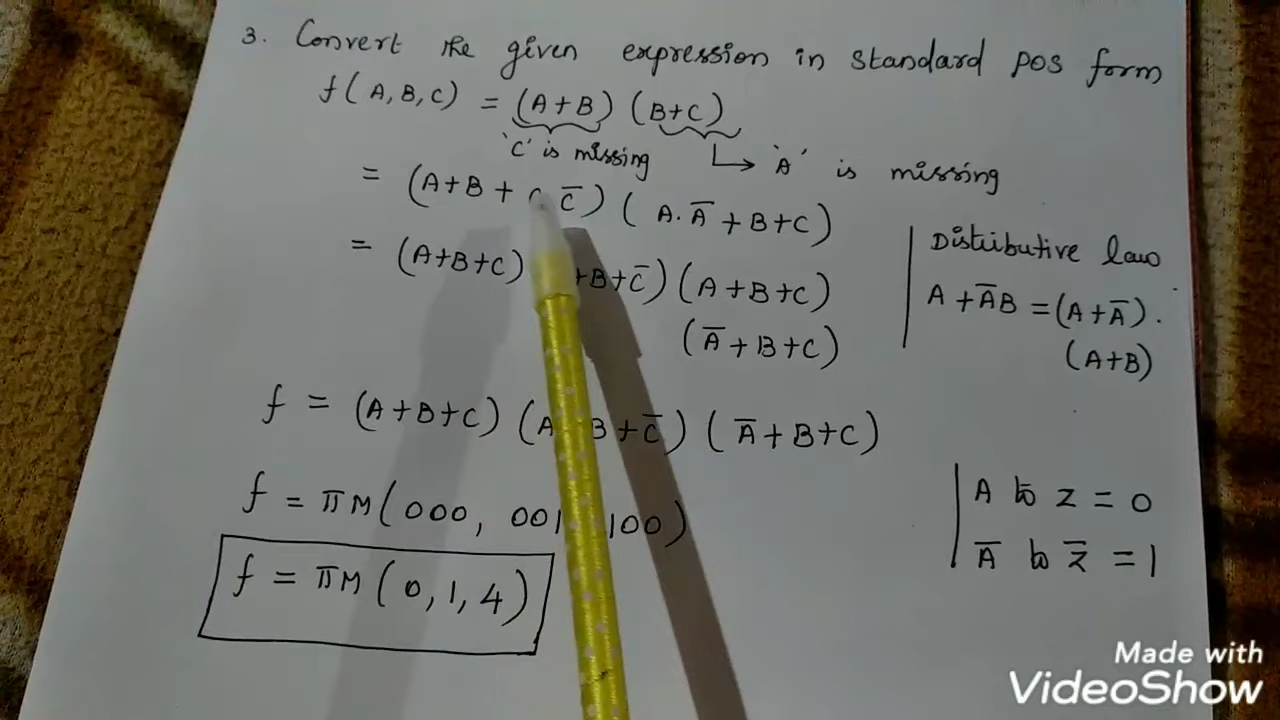 3. Convert the given expression in standard POS form
f(A,B,C) = (A+B) (B+C)
'C' is missing 'A' is missing
= (A+B + C̅) (A.A̅ + B+C)
= (A+B+C) +B+C̅) (A+B+C)
(A̅+B+C)
Distributive law
A + A̅B = (A+A̅).
(A+B)
f = (A+B+C) (A B+C̅) (A̅+B+C)
f = πM(000, 001 100)
f = πM(0,1,4)
A to Z = 0
A̅ to Z̅ = 1
Made with
VideoShow